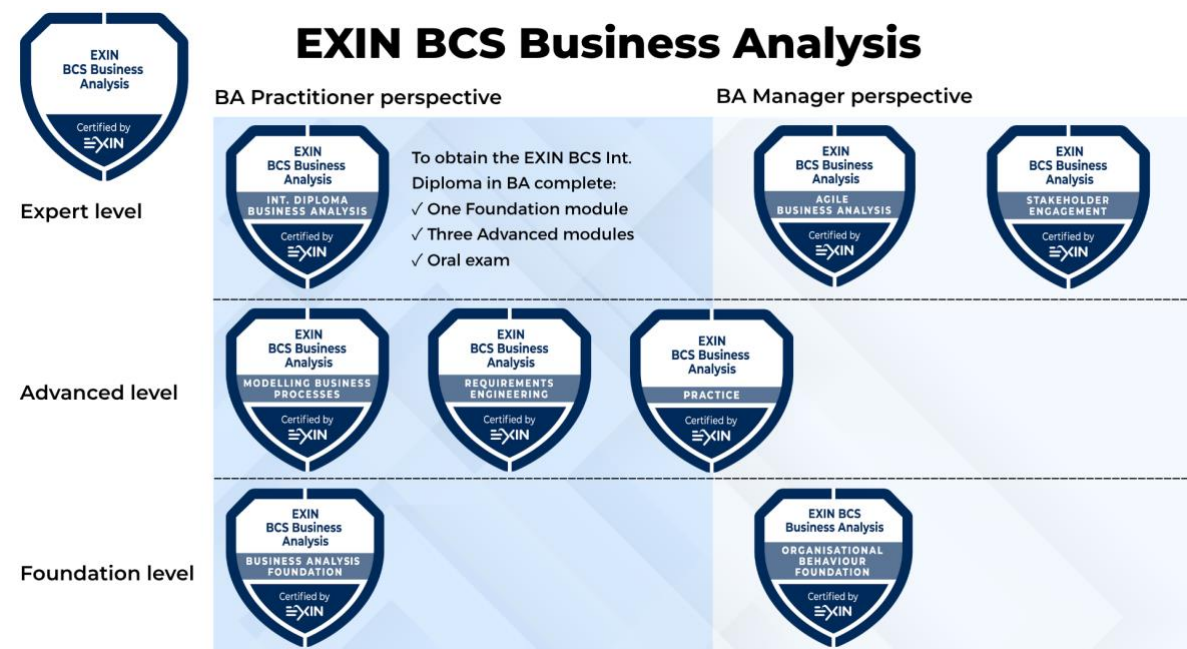 EXIN
BCS Business
Analysis
Certified by
EXIN
EXIN BCS Business Analysis
BA Practitioner perspective
BA Manager perspective
Expert level
EXIN
BCS Business
Analysis
INT. DIPLOMA
BUSINESS ANALYSIS
Certified by
EXIN
To obtain the EXIN BCS Int.
Diploma in BA complete:
✓ One Foundation module
✓ Three Advanced modules
✓ Oral exam
EXIN
BCS Business
Analysis
AGILE
BUSINESS ANALYSIS
Certified by
EXIN
EXIN
BCS Business
Analysis
STAKEHOLDER
ENGAGEMENT
Certified by
EXIN
Advanced level
EXIN
BCS Business
Analysis
MODELLING BUSINESS
PROCESSES
Certified by
EXIN
EXIN
BCS Business
Analysis
REQUIREMENTS
ENGINEERING
Certified by
EXIN
EXIN
BCS Business
Analysis
PRACTICE
Certified by
EXIN
Foundation level
EXIN
BCS Business
Analysis
BUSINESS ANALYSIS
FOUNDATION
Certified by
EXIN
EXIN BCS
Business Analysis
ORGANISATIONAL
BEHAVIOUR
FOUNDATION
Certified by
EXIN